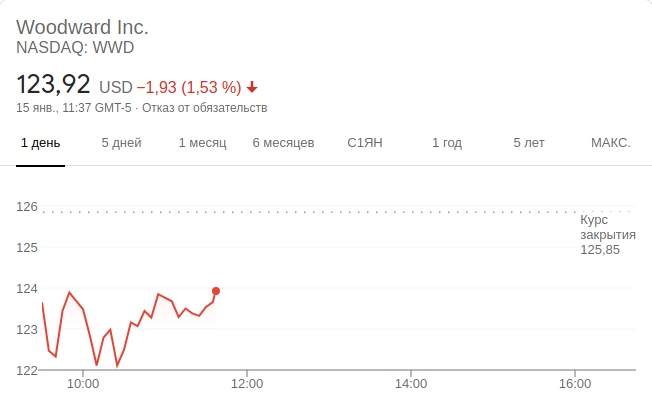 Woodward Inc.
NASDAQ: WWD
123,92 USD −1,93 (1,53 %)
15 янв., 11:37 GMT-5 · Отказ от обязательств
1 день 5 дней 1 месяц 6 месяцев С1ЯН 1 год 5 лет МАКС.
126
Курс
закрытия
125,85
125
124
123
122
10:00 12:00 14:00 16:00